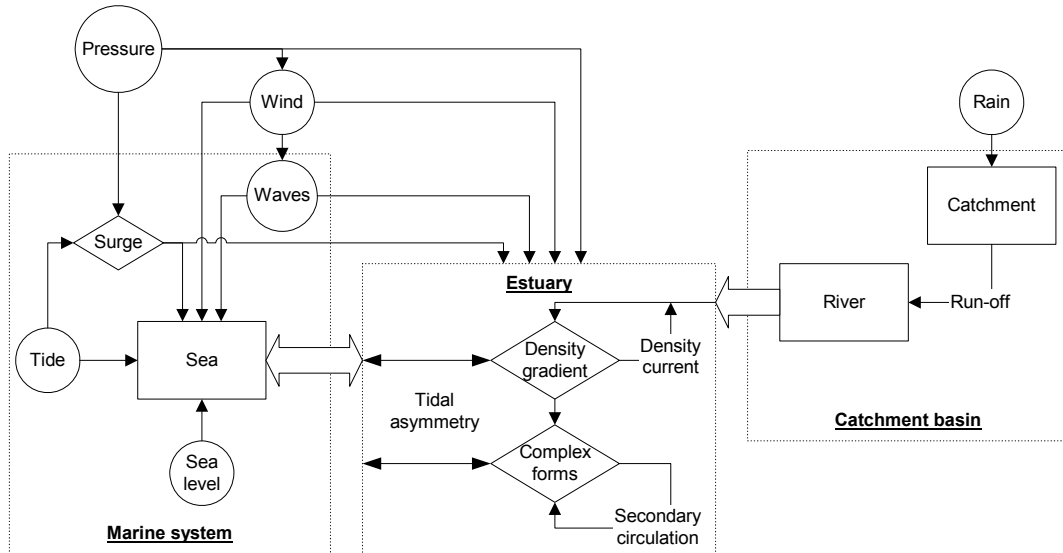 Pressure
Wind
Rain
Waves
Catchment
Surge
Estuary
River
Run-off
Tide
Sea
Density
gradient
Density
current
Tidal
asymmetry
Catchment basin
Complex
forms
Sea
level
Secondary
circulation
Marine system